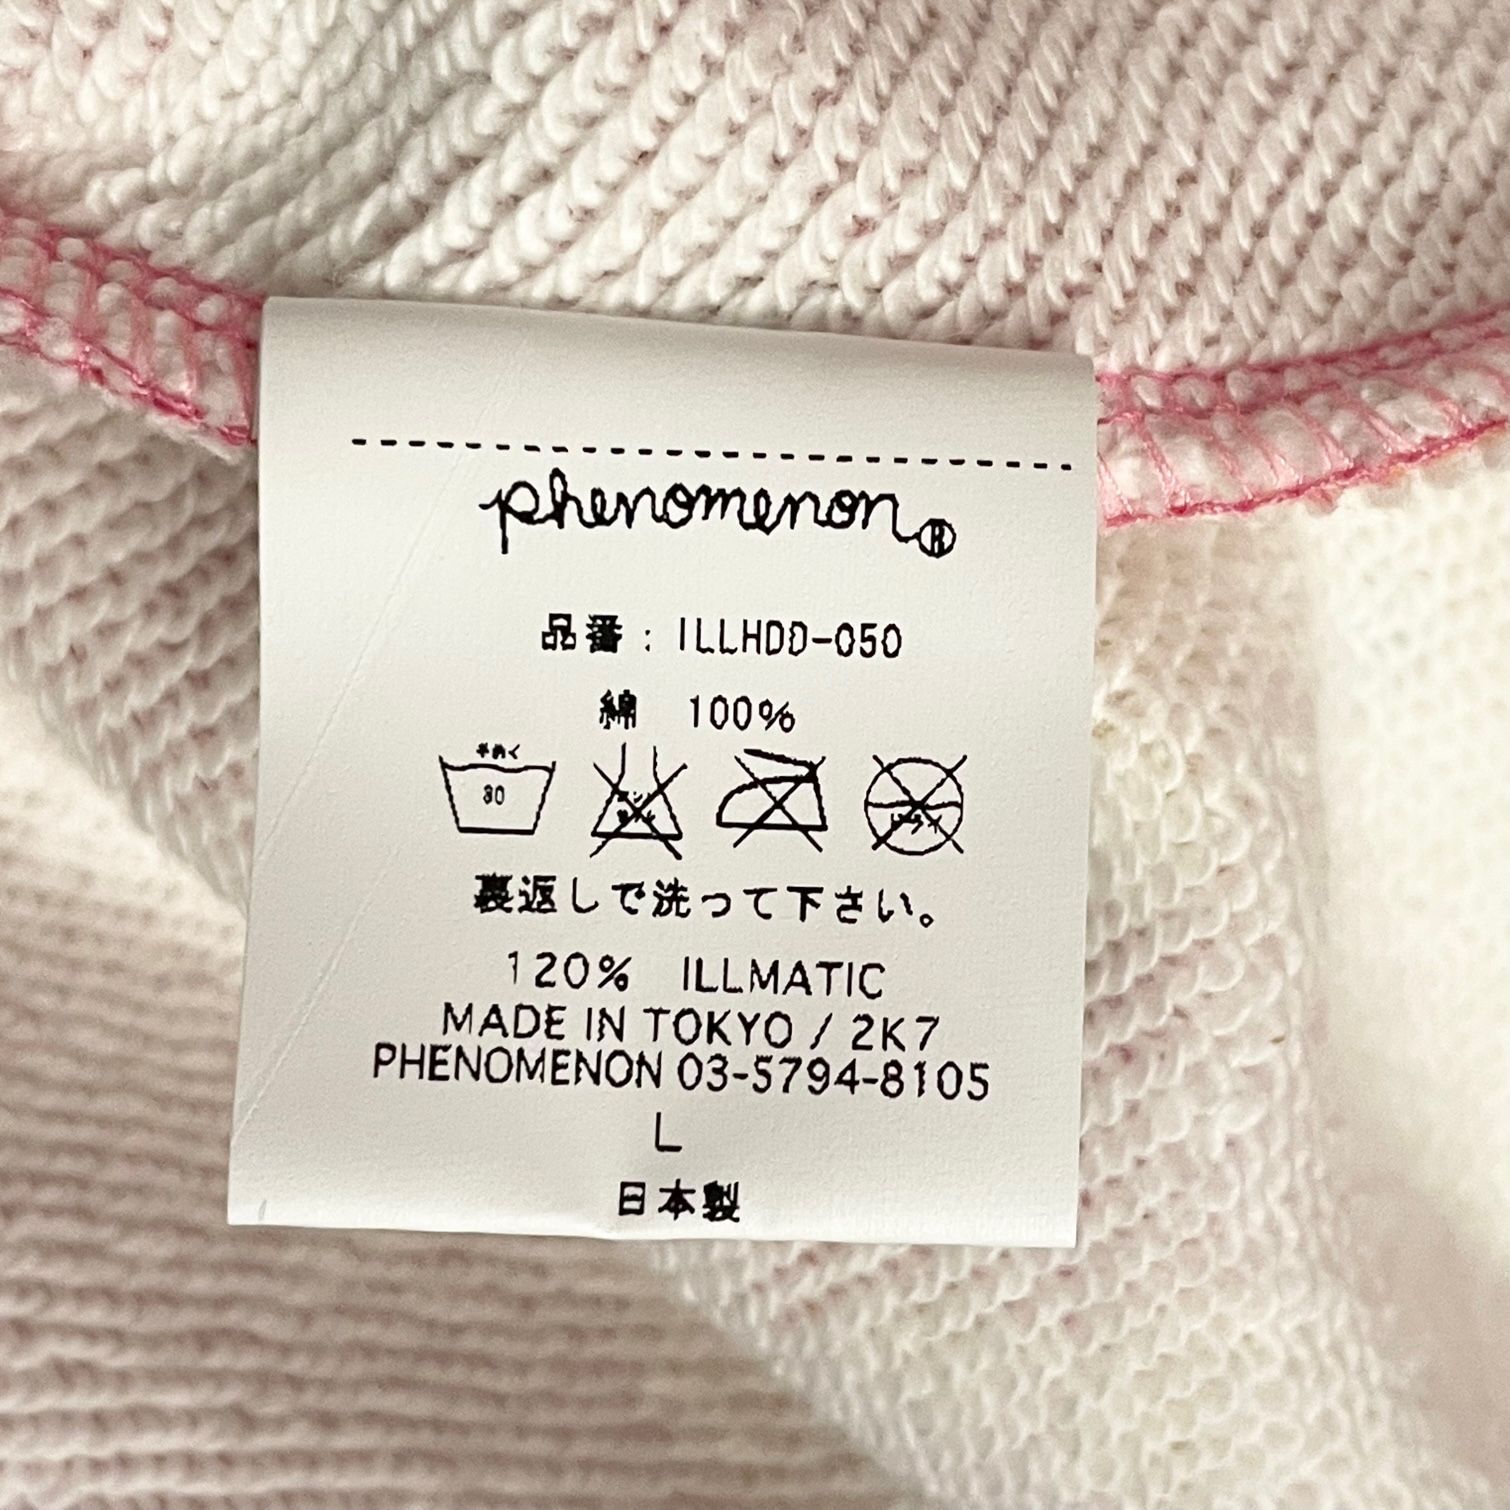 phenomenon®
品番：ILLHDD-050
綿 100%
30
裏返しで洗って下さい。
120% ILLMATIC
MADE IN TOKYO / 2K7
PHENOMENON 03-5794-8105
L
日本製